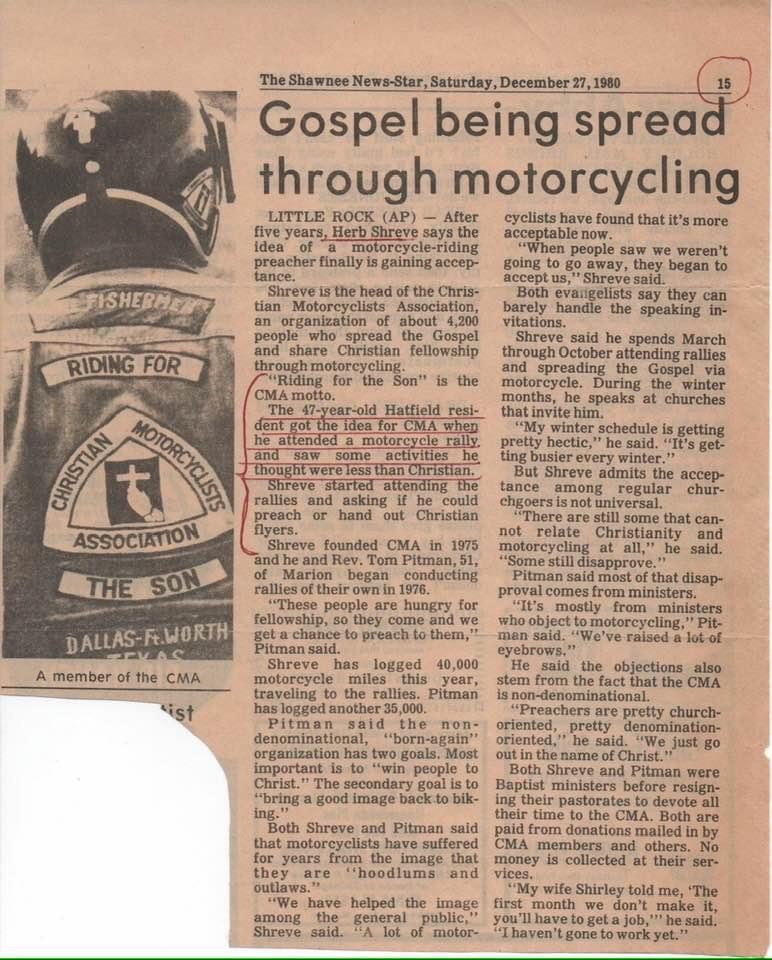 The Shawnee News-Star, Saturday, December 27, 1980
15
Gospel being spread
through motorcycling
FISHERMEN
RIDING FOR
CHRISTIAN MOTORCYCLISTS
ASSOCIATION
THE SON
DALLAS-Ft. WORTH
TEXAS
A member of the CMA
tist
LITTLE ROCK (AP) — After
five years, Herb Shreve says the
idea of a motorcycle-riding
preacher finally is gaining accep-
tance.
Shreve is the head of the Chris-
tian Motorcyclists Association,
an organization of about 4,200
people who spread the Gospel
and share Christian fellowship
through motorcycling.
"Riding for the Son" is the
CMA motto.
The 47-year-old Hatfield resi-
dent got the idea for CMA when
he attended a motorcycle rally
and saw some activities he
thought were less than Christian.
Shreve started attending the
rallies and asking if he could
preach or hand out Christian
flyers.
Shreve founded CMA in 1975
and he and Rev. Tom Pitman, 51,
of Marion began conducting
rallies of their own in 1976.
"These people are hungry for
fellowship, so they come and we
get a chance to preach to them,"
Pitman said.
Shreve has logged 40,000
motorcycle miles this year,
traveling to the rallies. Pitman
has logged another 35,000.
Pitman said the non-
denominational, "born-again"
organization has two goals. Most
important is to "win people to
Christ." The secondary goal is to
"bring a good image back to bik-
ing."
Both Shreve and Pitman said
that motorcyclists have suffered
for years from the image that
they are "hoodlums and
outlaws."
"We have helped the image
among the general public,"
Shreve said. "A lot of motor-
cyclists have found that it's more
acceptable now.
"When people saw we weren't
going to go away, they began to
accept us," Shreve said.
Both evangelists say they can
barely handle the speaking in-
vitations.
Shreve said he spends March
through October attending rallies
and spreading the Gospel via
motorcycle. During the winter
months, he speaks at churches
that invite him.
"My winter schedule is getting
pretty hectic," he said. "It's get-
ting busier every winter."
But Shreve admits the accep-
tance among regular chur-
chgoers is not universal.
"There are still some that can-
not relate Christianity and
motorcycling at all," he said.
"Some still disapprove."
Pitman said most of that disap-
proval comes from ministers.
"It's mostly from ministers
who object to motorcycling," Pit-
man said. "We've raised a lot of
eyebrows."
He said the objections also
stem from the fact that the CMA
is non-denominational.
"Preachers are pretty church-
oriented, pretty denomination-
oriented," he said. "We just go
out in the name of Christ."
Both Shreve and Pitman were
Baptist ministers before resign-
ing their pastorates to devote all
their time to the CMA. Both are
paid from donations mailed in by
CMA members and others. No
money is collected at their ser-
vices.
"My wife Shirley told me, 'The
first month we don't make it,
you'll have to get a job,'" he said.
"I haven't gone to work yet."